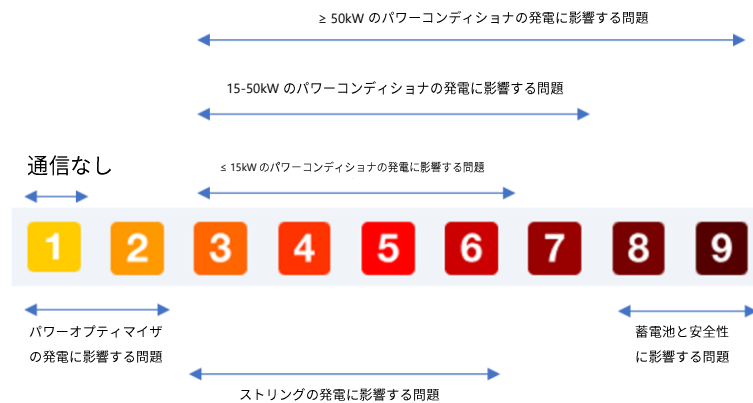 ≥ 50kW のパワーコンディショナの発電に影響する問題
15-50kW のパワーコンディショナの発電に影響する問題
通信なし
≤ 15kW のパワーコンディショナの発電に影響する問題
1 2 3 4 5 6 7 8 9
パワーオプティマイザ
の発電に影響する問題
蓄電池と安全性
に影響する問題
ストリングの発電に影響する問題